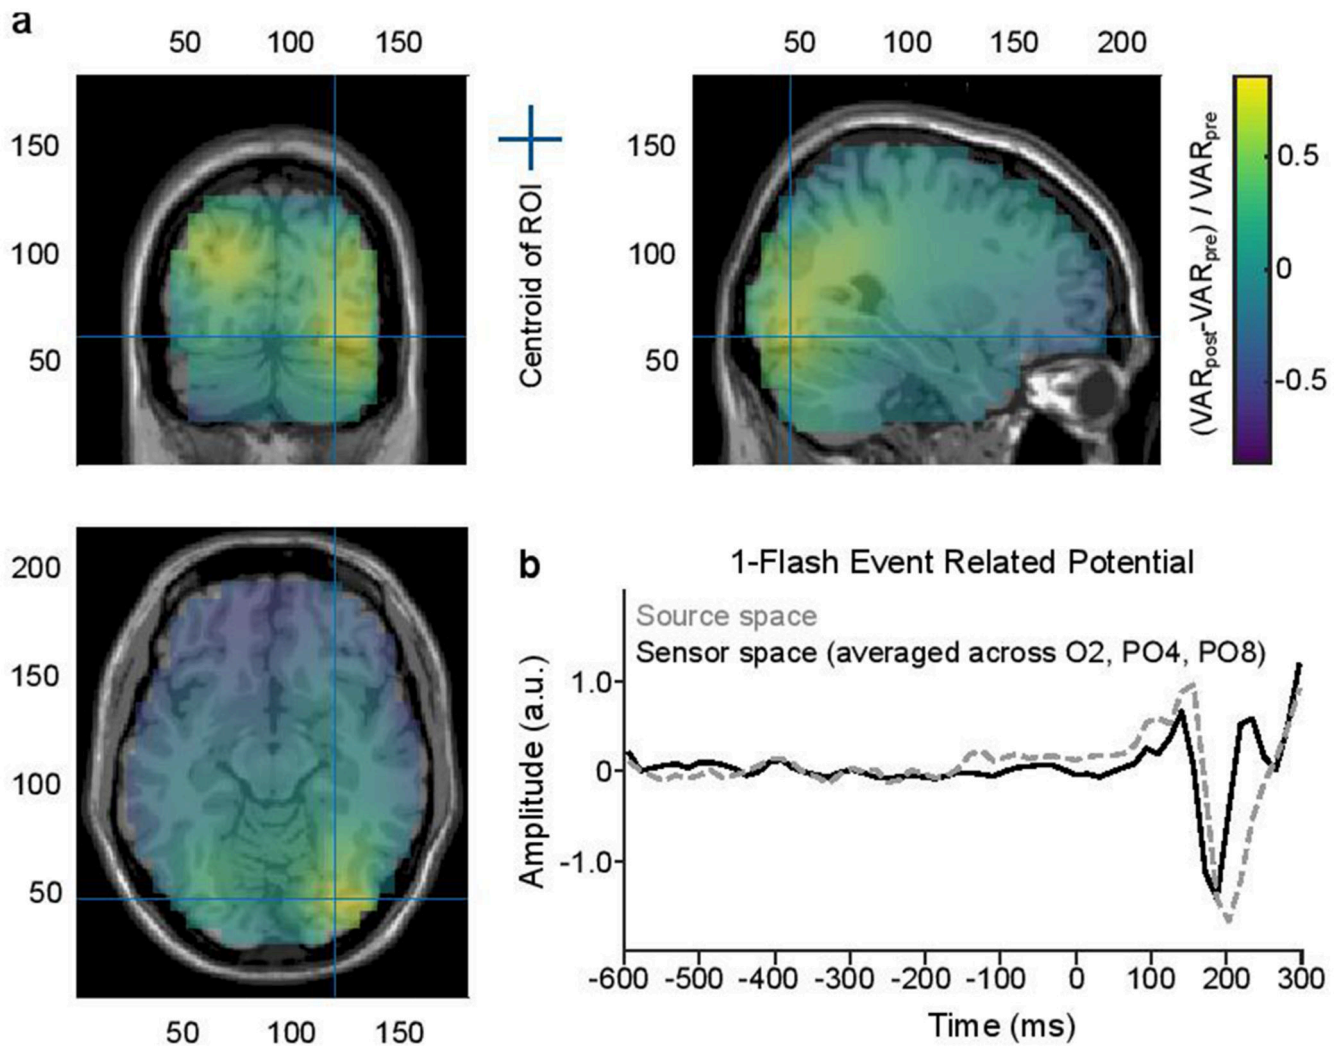 a
50 100 150
150
100
50
Centroid of ROI
50 100 150 200
150
100
50
0.5
0
-0.5
(VARpost-VARpre) / VARpre
200
150
100
50
50 100 150
b
1-Flash Event Related Potential
Source space
Sensor space (averaged across O2, PO4, PO8)
Amplitude (a.u.)
1.0
0
-1.0
-600 -500 -400 -300 -200 -100 0 100 200 300
Time (ms)